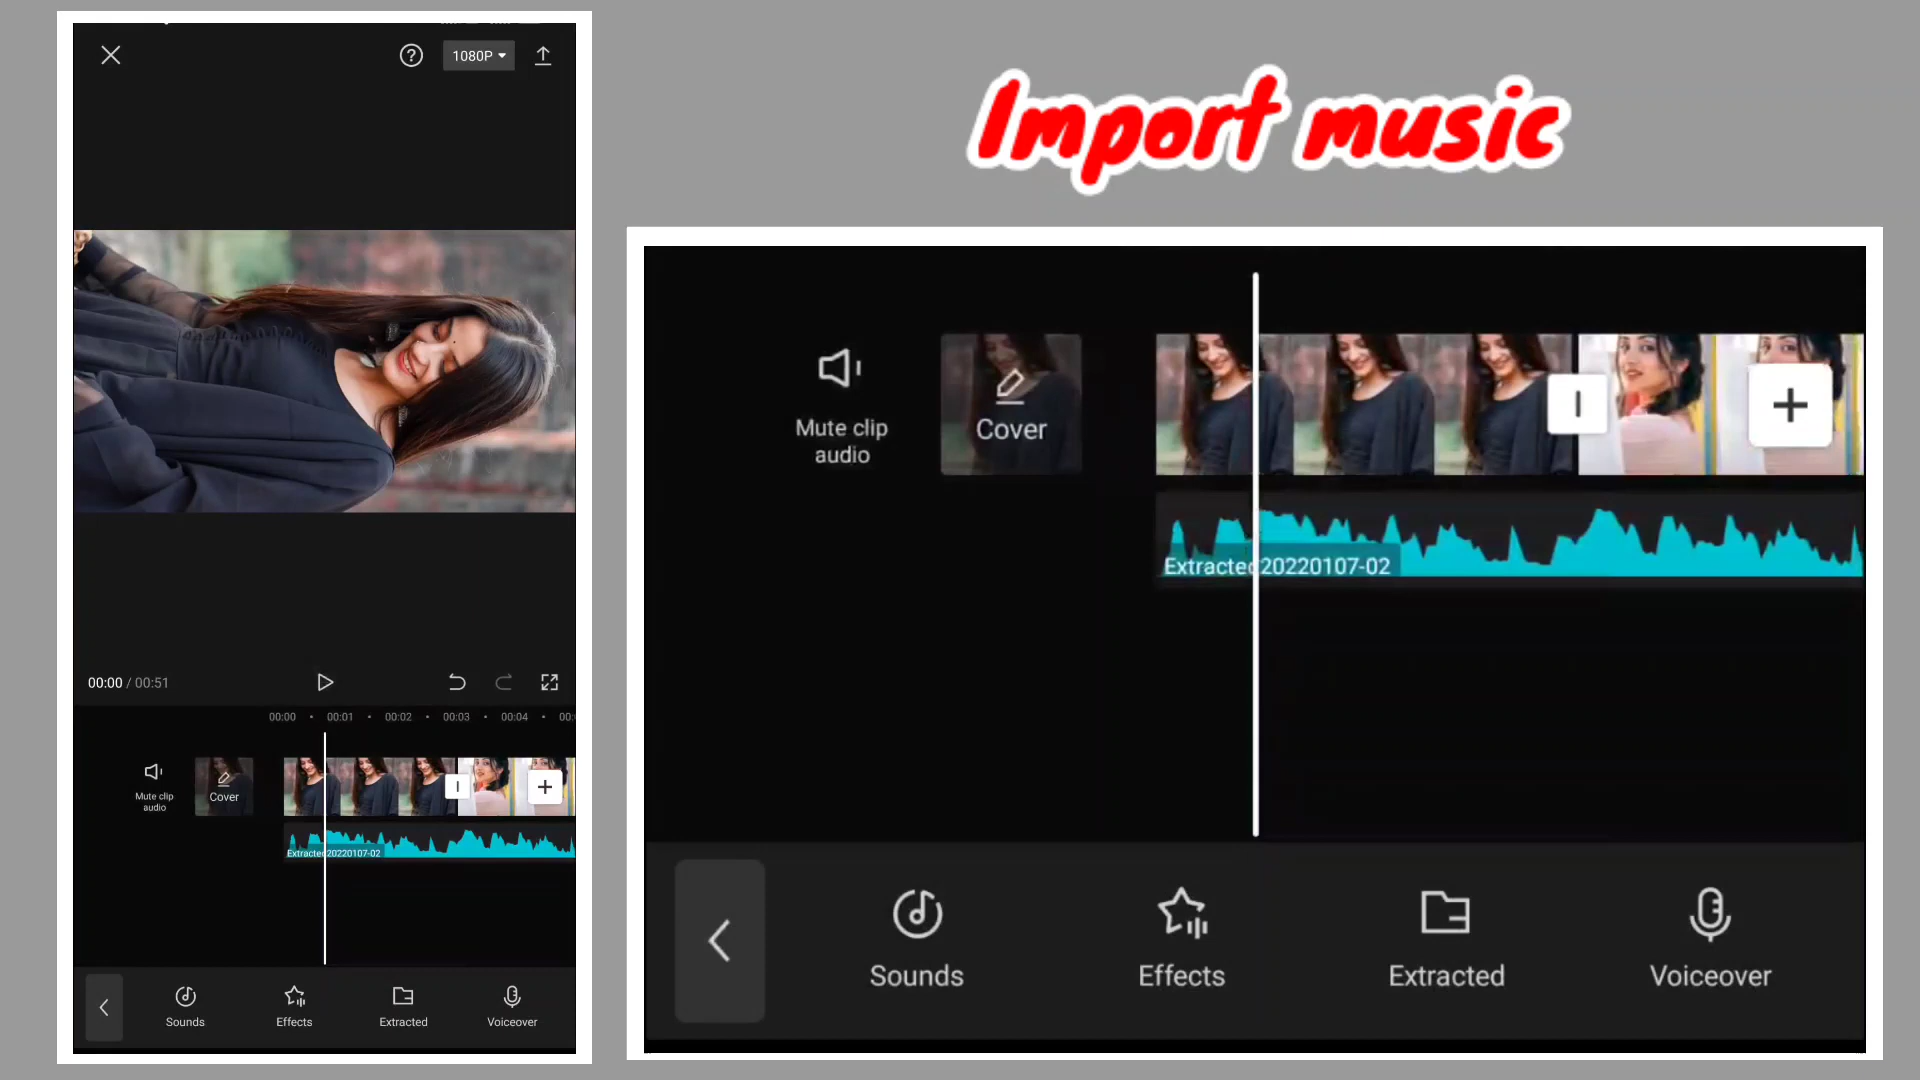 Import music
1080P
00:00 / 00:51
00:00 00:01 00:02 00:03 00:04
Mute clip
audio
Cover
Extracted20220107-02
Sounds Effects Extracted Voiceover
Mute clip
audio
Cover
Extracted20220107-02
Sounds Effects Extracted Voiceover